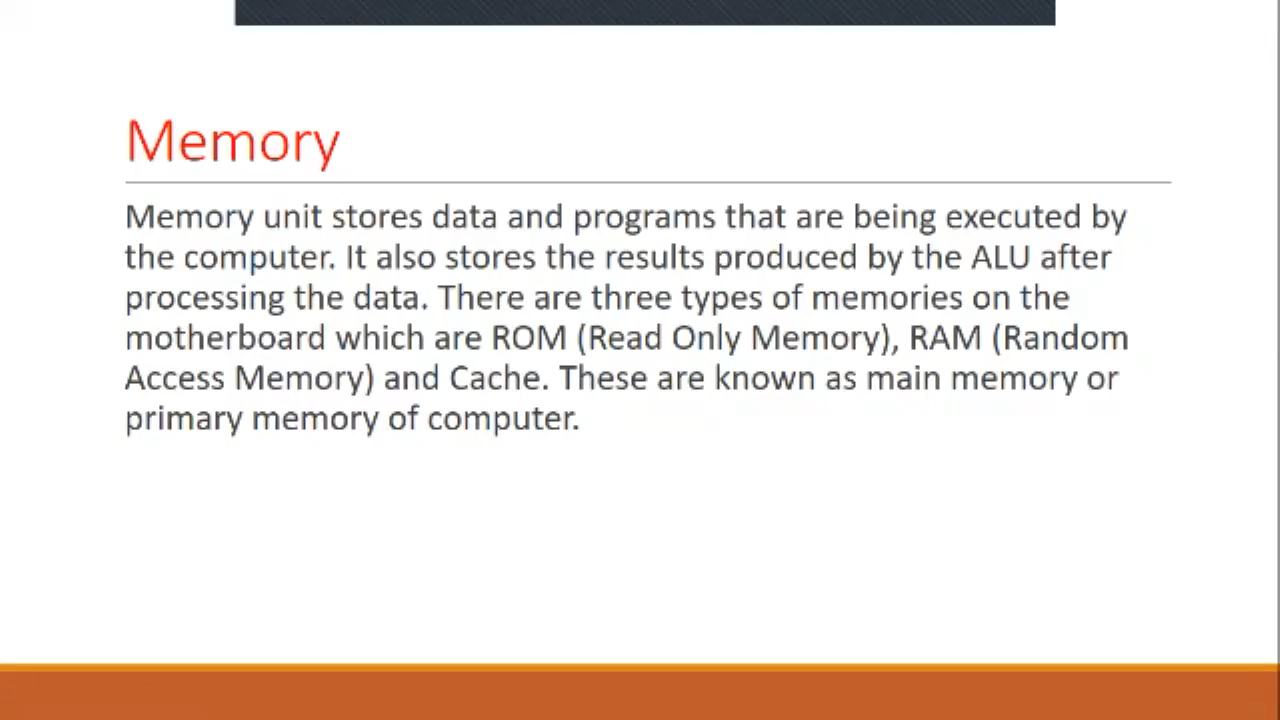 Memory
Memory unit stores data and programs that are being executed by
the computer. It also stores the results produced by the ALU after
processing the data. There are three types of memories on the
motherboard which are ROM (Read Only Memory), RAM (Random
Access Memory) and Cache. These are known as main memory or
primary memory of computer.